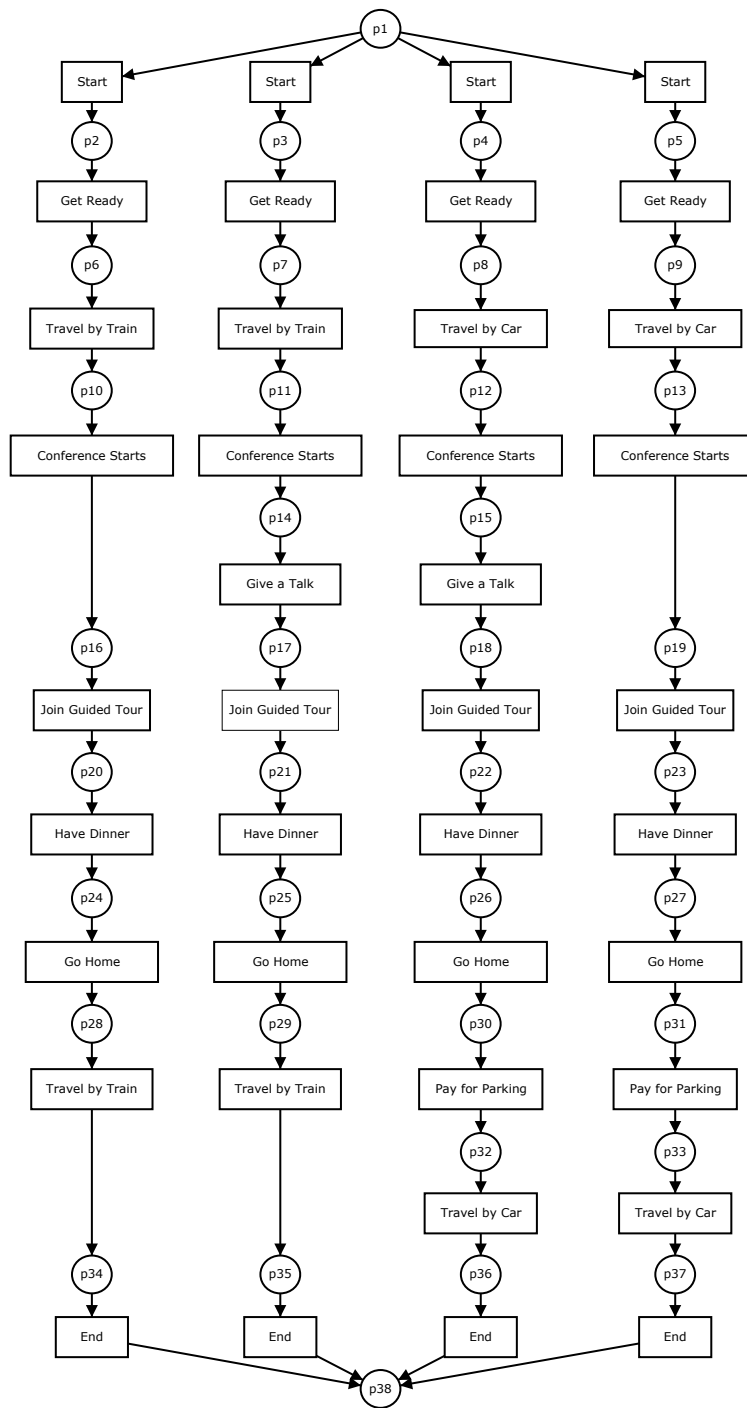 p1
Start Start Start Start
p2 p3 p4 p5
Get Ready Get Ready Get Ready Get Ready
p6 p7 p8 p9
Travel by Train Travel by Train Travel by Car Travel by Car
p10 p11 p12 p13
Conference Starts Conference Starts Conference Starts Conference Starts
p14 p15
Give a Talk Give a Talk
p16 p17 p18 p19
Join Guided Tour Join Guided Tour Join Guided Tour Join Guided Tour
p20 p21 p22 p23
Have Dinner Have Dinner Have Dinner Have Dinner
p24 p25 p26 p27
Go Home Go Home Go Home Go Home
p28 p29 p30 p31
Travel by Train Travel by Train Pay for Parking Pay for Parking
p32 p33
Travel by Car Travel by Car
p34 p35 p36 p37
End End End End
p38